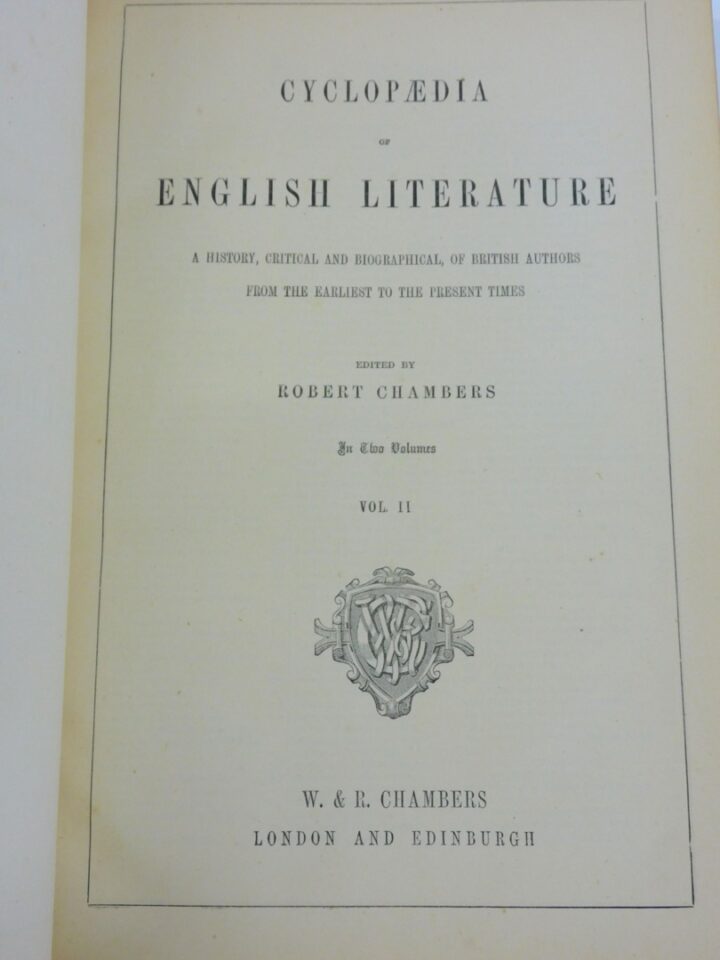 CYCLOPÆDIA
OF
ENGLISH LITERATURE
A HISTORY, CRITICAL AND BIOGRAPHICAL, OF BRITISH AUTHORS
FROM THE EARLIEST TO THE PRESENT TIMES
EDITED BY
ROBERT CHAMBERS
In Two Volumes
VOL. II
W. & R. CHAMBERS
LONDON AND EDINBURGH